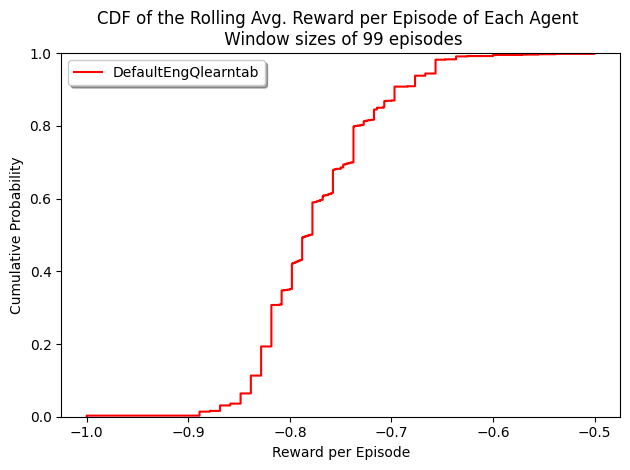 CDF of the Rolling Avg. Reward per Episode of Each Agent
Window sizes of 99 episodes
DefaultEngQlearntab
1.0
0.8
0.6
0.4
0.2
0.0
Cumulative Probability
−1.0 −0.9 −0.8 −0.7 −0.6 −0.5
Reward per Episode